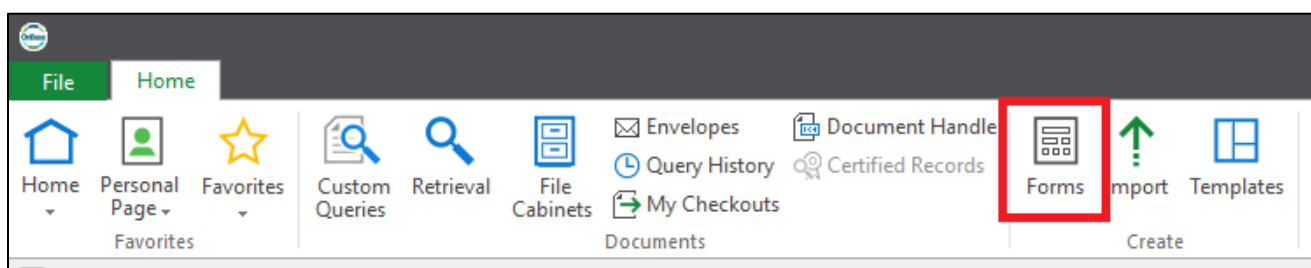 OnBase
File Home
Home Personal Page Favorites
Favorites
Custom Queries Retrieval File Cabinets
Envelopes
Query History
My Checkouts
Document Handle
Certified Records
Documents
Forms mport Templates
Create